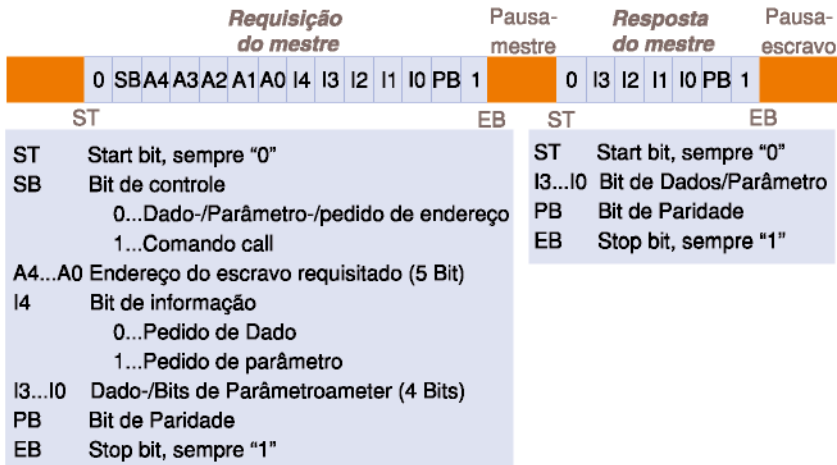 Requisição
do mestre
Pausa-
mestre
Resposta
do mestre
Pausa-
escravo
0 SB A4 A3 A2 A1 A0 I4 I3 I2 I1 I0 PB 1
0 I3 I2 I1 I0 PB 1
ST
EB
ST
EB
ST Start bit, sempre “0”
SB Bit de controle
0...Dado-/Parâmetro-/pedido de endereço
1...Comando call
A4...A0 Endereço do escravo requisitado (5 Bit)
I4 Bit de informação
0...Pedido de Dado
1...Pedido de parâmetro
I3...I0 Dado-/Bits de Parâmetroameter (4 Bits)
PB Bit de Paridade
EB Stop bit, sempre “1”
ST Start bit, sempre “0”
I3...I0 Bit de Dados/Parâmetro
PB Bit de Paridade
EB Stop bit, sempre “1”